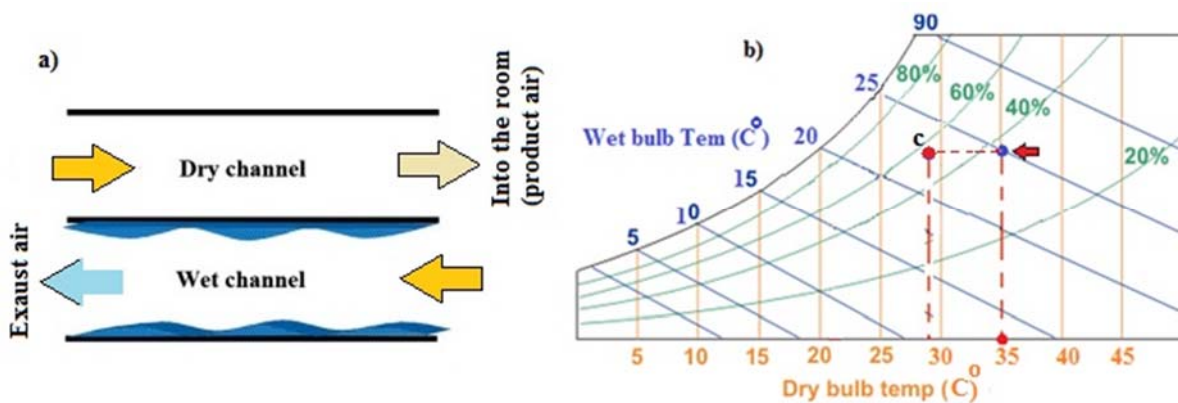 a)
Dry channel
Into the room
(product air)
Exaust air
Wet channel
b)
90
80%
60%
40%
20%
25
20
15
10
5
Wet bulb Tem (C°)
c
5 10 15 20 25 30 35 40 45
Dry bulb temp (C)°